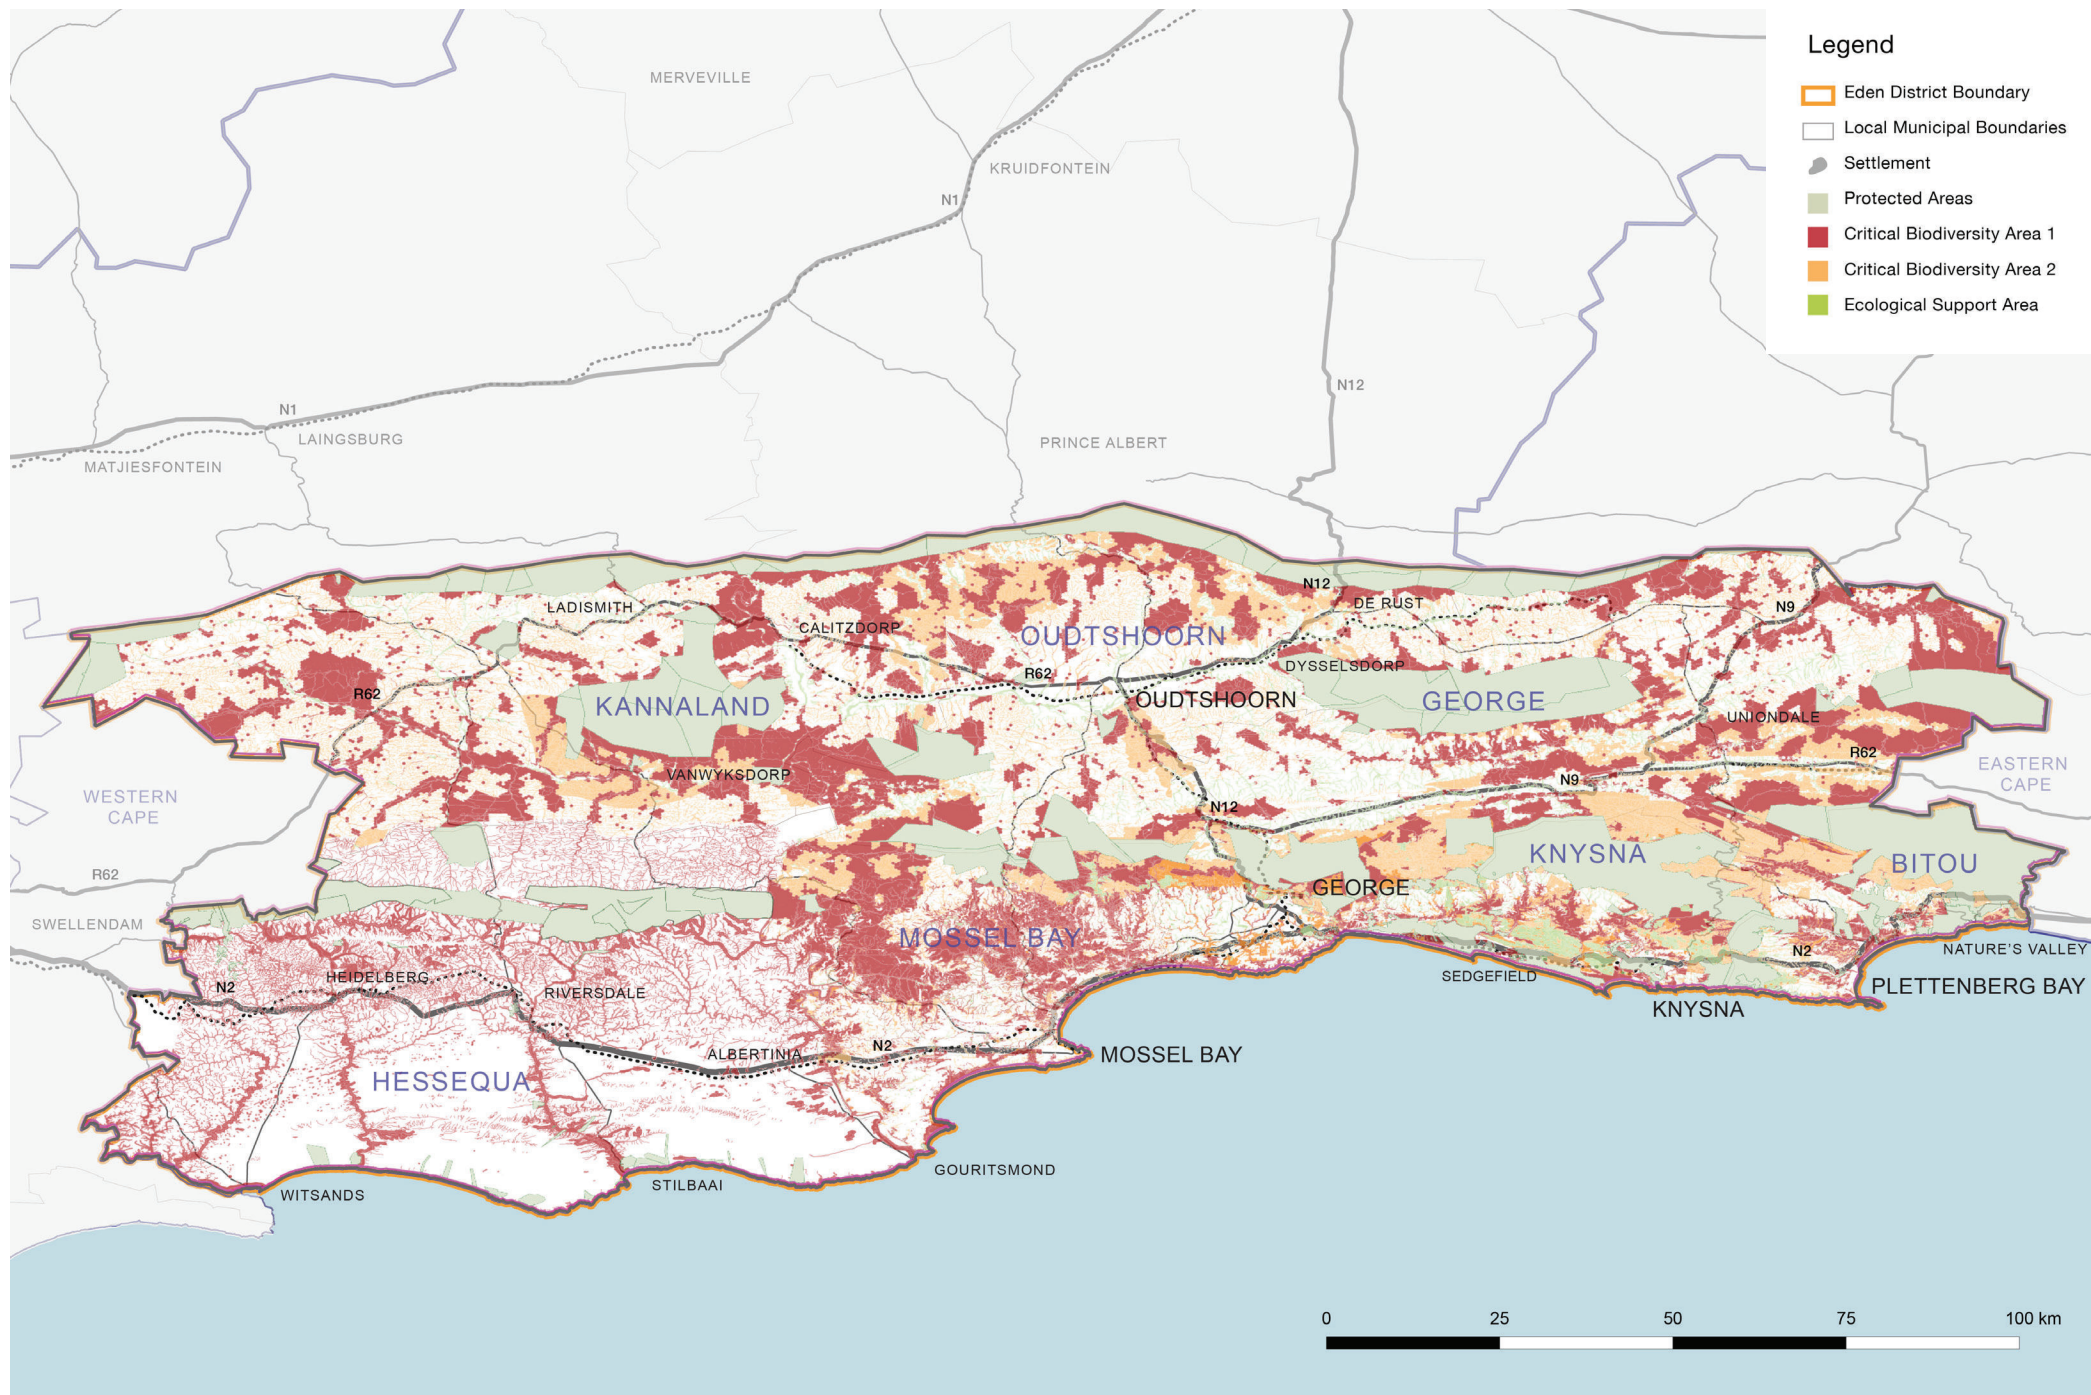 Legend
Eden District Boundary
Local Municipal Boundaries
Settlement
Protected Areas
Critical Biodiversity Area 1
Critical Biodiversity Area 2
Ecological Support Area
MERVEVILLE
KRUIDFONTEIN
N1
N12
N1
LAINGSBURG
PRINCE ALBERT
MATJIESFONTEIN
N12
LADISMITH
DE RUST
N9
CALITZDORP
OUDTSHOORN
DYSSELSDORP
R62
R62
KANNALAND
OUDTSHOORN
GEORGE
UNIONDALE
R62
VANWYKSDORP
EASTERN
CAPE
N9
WESTERN
CAPE
N12
KNYSNA
BITOU
R62
GEORGE
SWELLENDAM
MOSSEL BAY
NATURE'S VALLEY
N2
HEIDELBERG
SEDGEFIELD
N2
RIVERSDALE
PLETTENBERG BAY
KNYSNA
N2
ALBERTINIA
MOSSEL BAY
HESSEQUA
GOURITSMOND
STILBAAI
WITSANDS
0 25 50 75 100 km